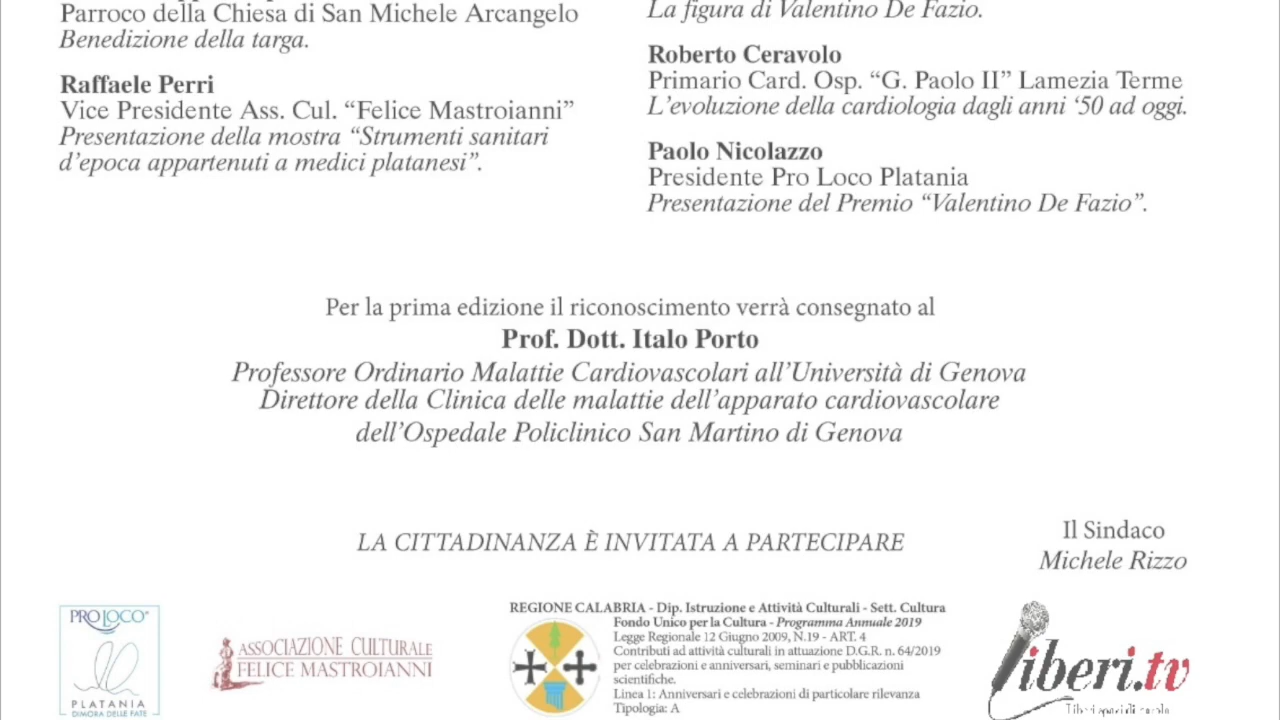 Parroco della Chiesa di San Michele Arcangelo
Benedizione della targa.
Raffaele Perri
Vice Presidente Ass. Cul. “Felice Mastroianni”
Presentazione della mostra “Strumenti sanitari
d’epoca appartenuti a medici platanesi”.
La figura di Valentino De Fazio.
Roberto Ceravolo
Primario Card. Osp. “G. Paolo II” Lamezia Terme
L’evoluzione della cardiologia dagli anni ‘50 ad oggi.
Paolo Nicolazzo
Presidente Pro Loco Platania
Presentazione del Premio “Valentino De Fazio”.
Per la prima edizione il riconoscimento verrà consegnato al
Prof. Dott. Italo Porto
Professore Ordinario Malattie Cardiovascolari all’Università di Genova
Direttore della Clinica delle malattie dell’apparato cardiovascolare
dell’Ospedale Policlinico San Martino di Genova
LA CITTADINANZA È INVITATA A PARTECIPARE
Il Sindaco
Michele Rizzo
PRO LOCO
PLATANIA
DIMORA DELLE FATE
ASSOCIAZIONE CULTURALE
FELICE MASTROIANNI
REGIONE CALABRIA - Dip. Istruzione e Attività Culturali - Sett. Cultura
Fondo Unico per la Cultura - Programma Annuale 2019
Legge Regionale 12 Giugno 2009, N.19 - ART. 4
Contributi ad attività culturali in attuazione D.G.R. n. 64/2019
per celebrazioni e anniversari, seminari e pubblicazioni
scientifiche.
Linea 1: Anniversari e celebrazioni di particolare rilevanza
Tipologia: A
liberi.tv
Liberi spazi di parola